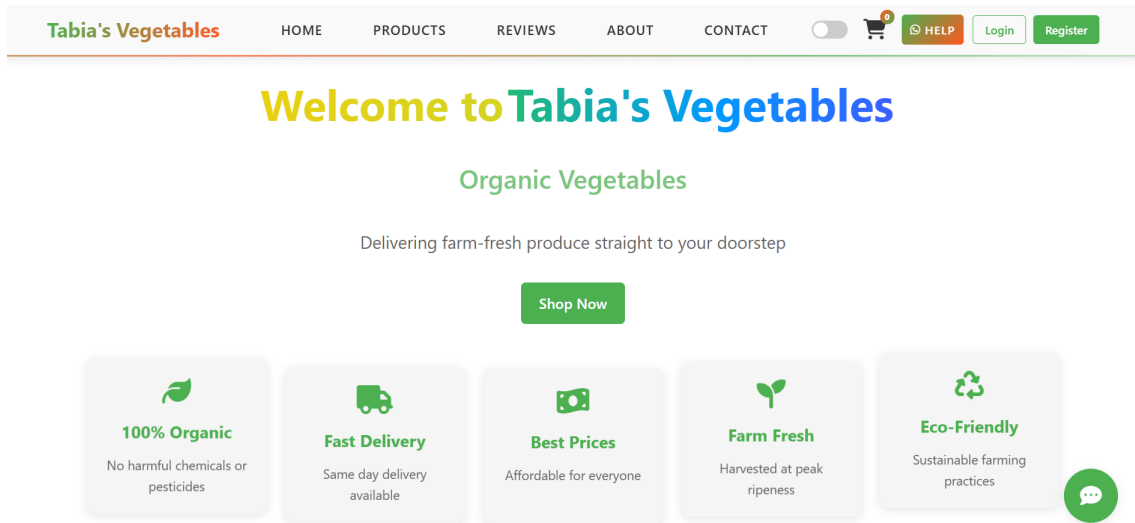 Tabia's Vegetables HOME PRODUCTS REVIEWS ABOUT CONTACT 0 HELP Login Register
Welcome to Tabia's Vegetables
Organic Vegetables
Delivering farm-fresh produce straight to your doorstep
Shop Now
100% Organic
No harmful chemicals or
pesticides
Fast Delivery
Same day delivery
available
Best Prices
Affordable for everyone
Farm Fresh
Harvested at peak
ripeness
Eco-Friendly
Sustainable farming
practices